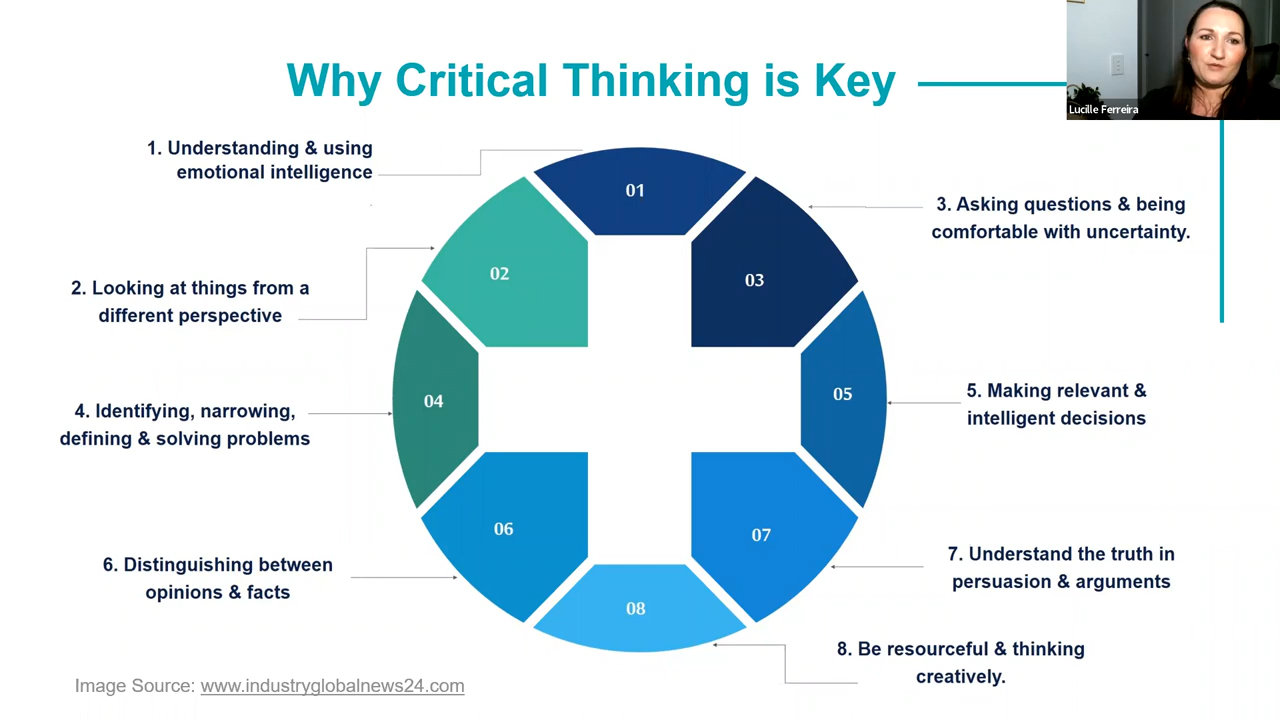 Why Critical Thinking is Key
Lucille Ferreira
1. Understanding & using
emotional intelligence
01
3. Asking questions & being
comfortable with uncertainty.
02
03
2. Looking at things from a
different perspective
04
05
4. Identifying, narrowing,
defining & solving problems
5. Making relevant &
intelligent decisions
06
07
6. Distinguishing between
opinions & facts
7. Understand the truth in
persuasion & arguments
08
8. Be resourceful & thinking
creatively.
Image Source: www.industryglobalnews24.com